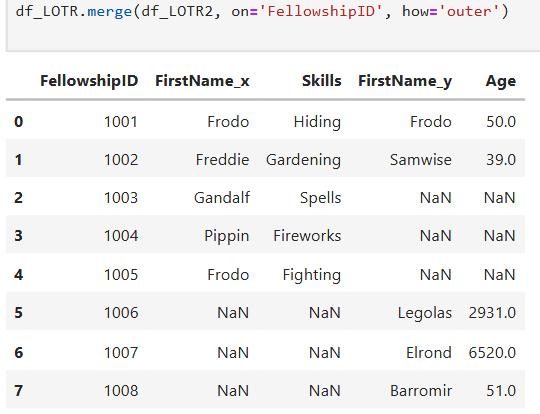 df_LOTR.merge(df_LOTR2, on='FellowshipID', how='outer')
FellowshipID FirstName_x Skills FirstName_y Age
0 1001 Frodo Hiding Frodo 50.0
1 1002 Freddie Gardening Samwise 39.0
2 1003 Gandalf Spells NaN NaN
3 1004 Pippin Fireworks NaN NaN
4 1005 Frodo Fighting NaN NaN
5 1006 NaN NaN Legolas 2931.0
6 1007 NaN NaN Elrond 6520.0
7 1008 NaN NaN Barromir 51.0